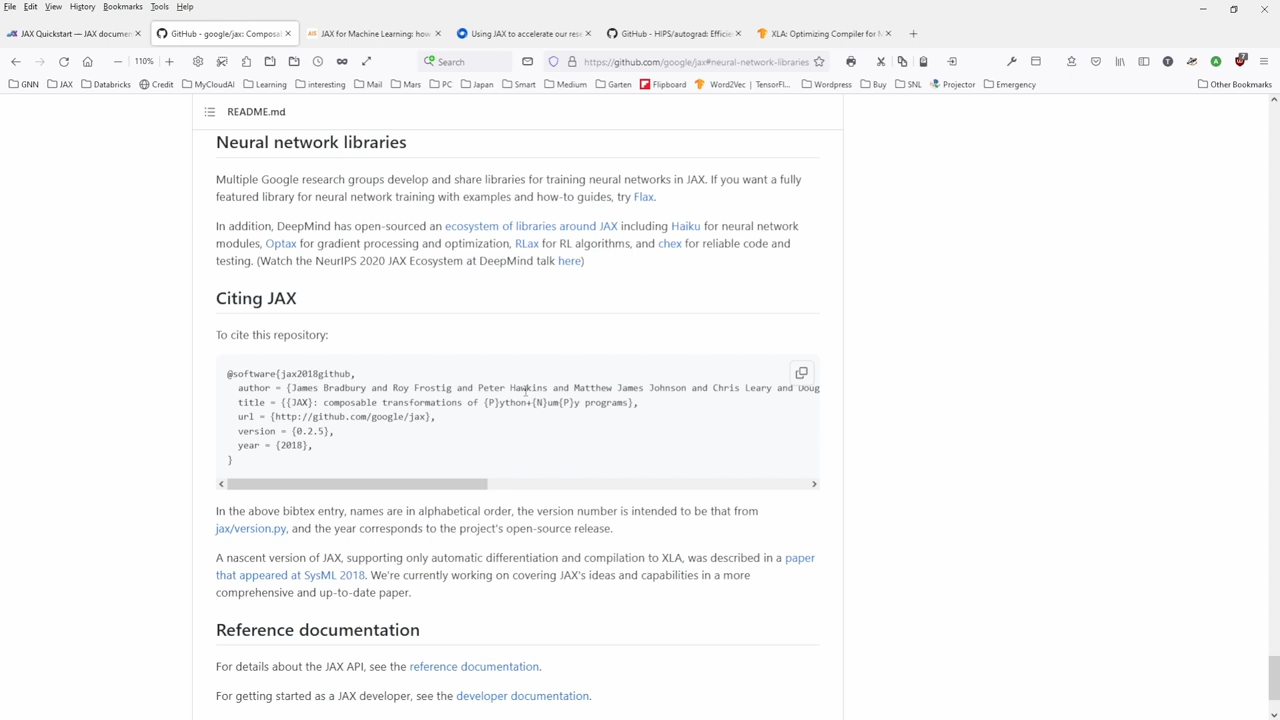 File Edit View History Bookmarks Tools Help
JAX Quickstart — JAX documen × GitHub - google/jax: Composa × JAX for Machine Learning: how × Using JAX to accelerate our rese × GitHub - HIPS/autograd: Efficie × XLA: Optimizing Compiler for M ×
110% Search https://github.com/google/jax#neural-network-libraries
GNN JAX Databricks Credit MyCloudAI Learning interesting Mail Mars PC Japan Smart Medium Garten Flipboard Word2Vec | TensorFl... Wordpress Buy SNL Projector Emergency Other Bookmarks
README.md
Neural network libraries
Multiple Google research groups develop and share libraries for training neural networks in JAX. If you want a fully
featured library for neural network training with examples and how-to guides, try Flax.
In addition, DeepMind has open-sourced an ecosystem of libraries around JAX including Haiku for neural network
modules, Optax for gradient processing and optimization, RLax for RL algorithms, and chex for reliable code and
testing. (Watch the NeurIPS 2020 JAX Ecosystem at DeepMind talk here)
Citing JAX
To cite this repository:
@software{jax2018github,
author = {James Bradbury and Roy Frostig and Peter Hawkins and Matthew James Johnson and Chris Leary and Doug
title = {{JAX}: composable transformations of {P}ython+{N}um{P}y programs},
url = {http://github.com/google/jax},
version = {0.2.5},
year = {2018},
}
In the above bibtex entry, names are in alphabetical order, the version number is intended to be that from
jax/version.py, and the year corresponds to the project's open-source release.
A nascent version of JAX, supporting only automatic differentiation and compilation to XLA, was described in a paper
that appeared at SysML 2018. We're currently working on covering JAX's ideas and capabilities in a more
comprehensive and up-to-date paper.
Reference documentation
For details about the JAX API, see the reference documentation.
For getting started as a JAX developer, see the developer documentation.